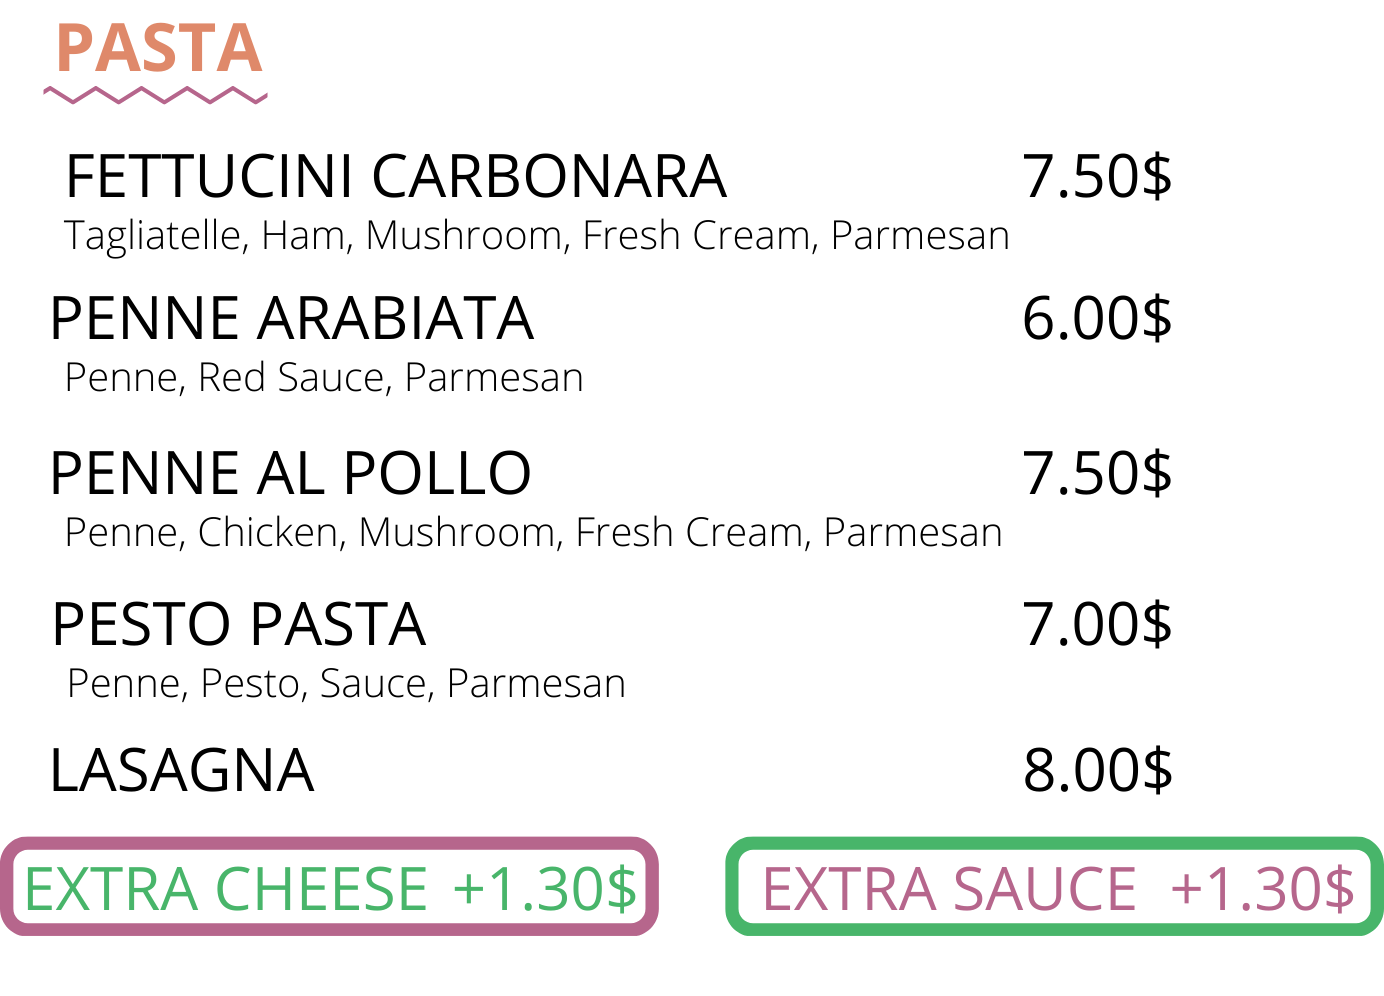 PASTA
FETTUCINI CARBONARA 7.50$
Tagliatelle, Ham, Mushroom, Fresh Cream, Parmesan
PENNE ARABIATA 6.00$
Penne, Red Sauce, Parmesan
PENNE AL POLLO 7.50$
Penne, Chicken, Mushroom, Fresh Cream, Parmesan
PESTO PASTA 7.00$
Penne, Pesto, Sauce, Parmesan
LASAGNA 8.00$
EXTRA CHEESE +1.30$ EXTRA SAUCE +1.30$